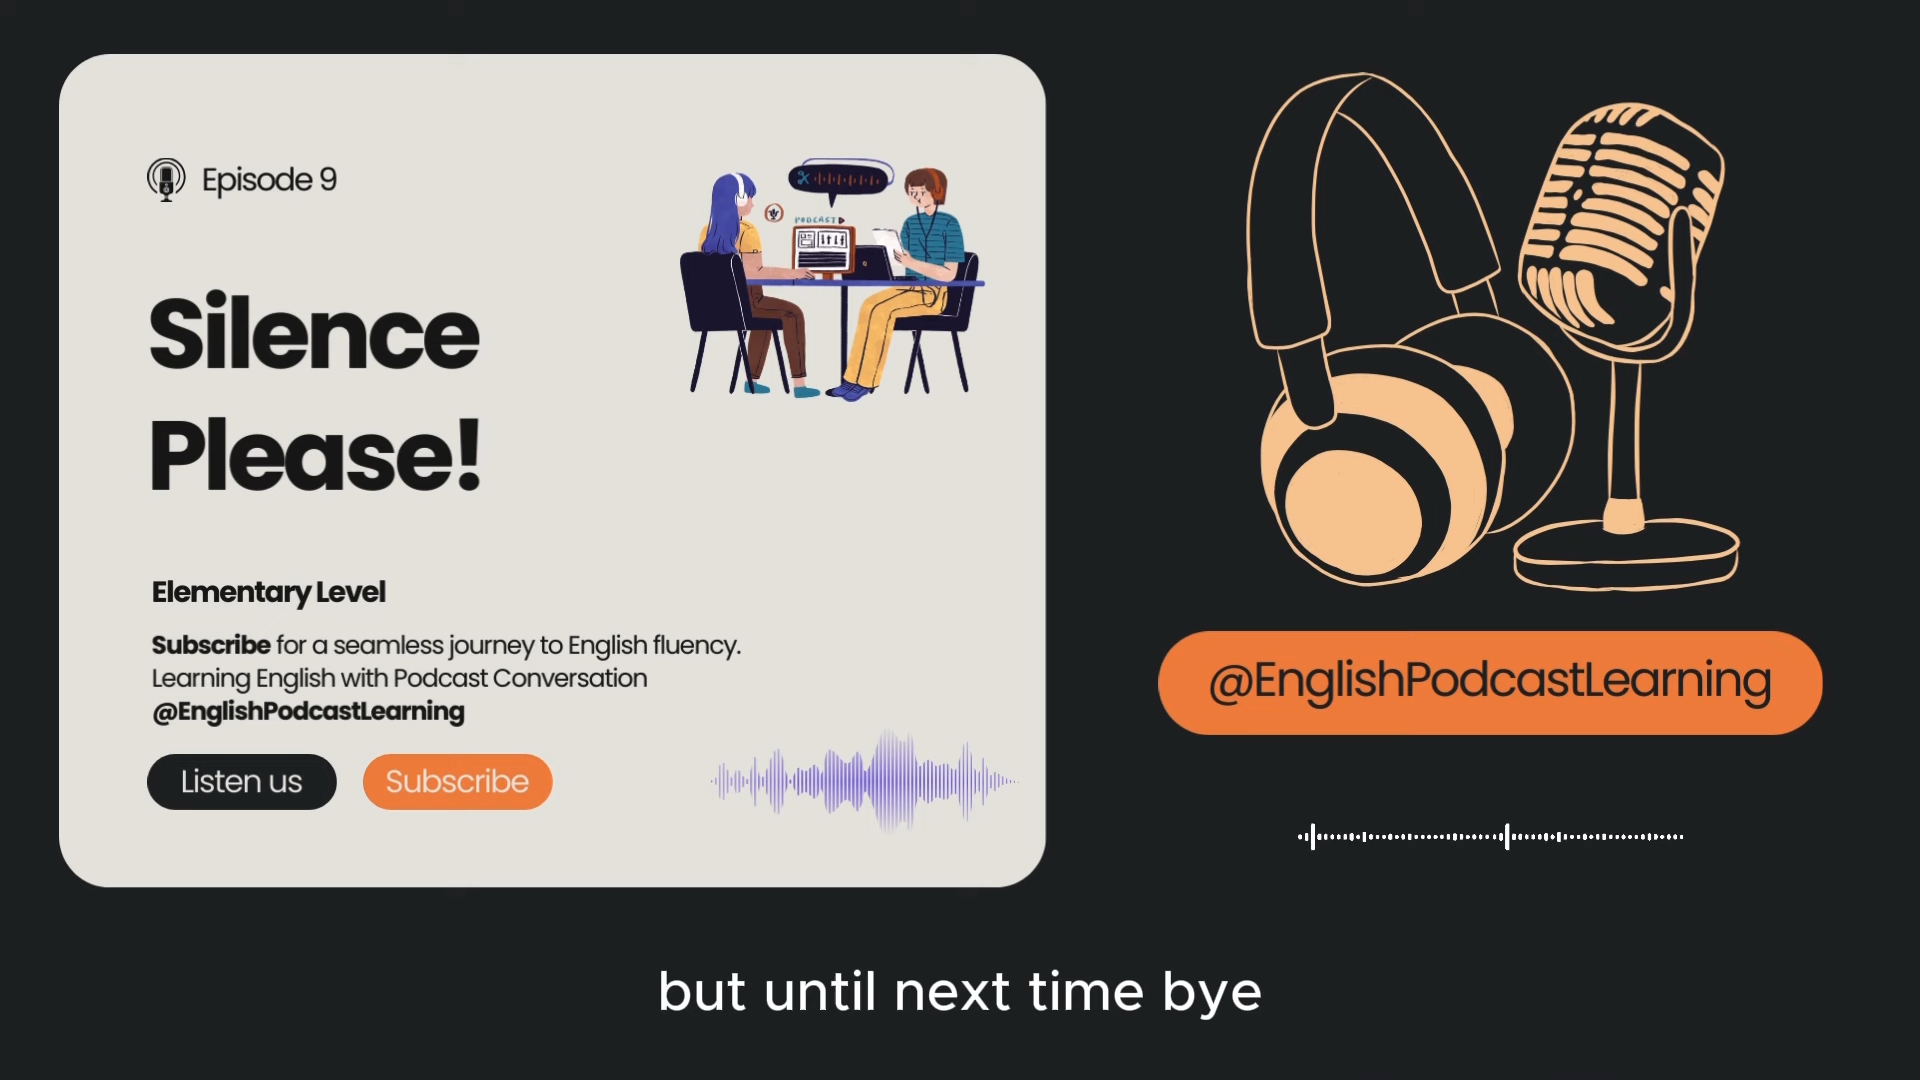 Episode 9
PODCAST
Silence
Please!
Elementary Level
Subscribe for a seamless journey to English fluency.
Learning English with Podcast Conversation
@EnglishPodcastLearning
Listen us
Subscribe
@EnglishPodcastLearning
but until next time bye